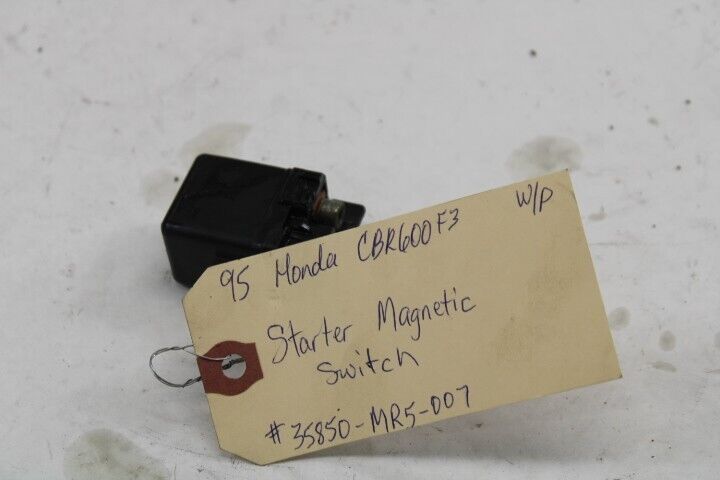 W/P
95 Honda CBR600F3
Starter Magnetic
Switch
#35850-MR5-007